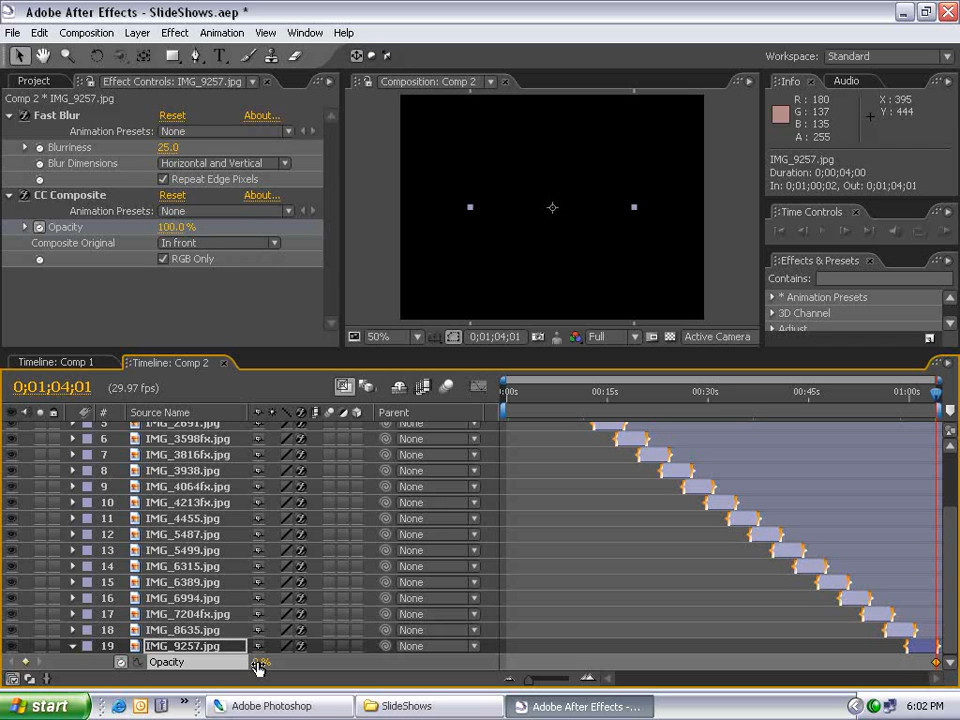 Adobe After Effects - SlideShows.aep *
File Edit Composition Layer Effect Animation View Window Help
Workspace: Standard
Project Effect Controls: IMG_9257.jpg
Comp 2 * IMG_9257.jpg
Fast Blur Reset About...
Animation Presets: None
Blurriness 25.0
Blur Dimensions Horizontal and Vertical
Repeat Edge Pixels
CC Composite Reset About...
Animation Presets: None
Opacity 100.0 %
Composite Original In front
RGB Only
Composition: Comp 2
50% 0;01;04;01 Full Active Camera
Info Audio
R: 180 X: 395
G: 137 Y: 444
B: 135
A: 255
IMG_9257.jpg
Duration: 0;00;04;00
In: 0;01;00;02, Out: 0;01;04;01
Time Controls
Effects & Presets
Contains:
* Animation Presets
3D Channel
Adjust
Timeline: Comp 1 Timeline: Comp 2
0;01;04;01 (29.97 fps)
:00s 00:15s 00:30s 00:45s 01:00s
# Source Name Parent
5 IMG_2891.jpg None
6 IMG_3598fx.jpg None
7 IMG_3816fx.jpg None
8 IMG_3938.jpg None
9 IMG_4064fx.jpg None
10 IMG_4213fx.jpg None
11 IMG_4455.jpg None
12 IMG_5487.jpg None
13 IMG_5499.jpg None
14 IMG_6315.jpg None
15 IMG_6389.jpg None
16 IMG_6994.jpg None
17 IMG_7204fx.jpg None
18 IMG_8635.jpg None
19 IMG_9257.jpg None
Opacity
start Adobe Photoshop SlideShows Adobe After Effects -... 6:02 PM